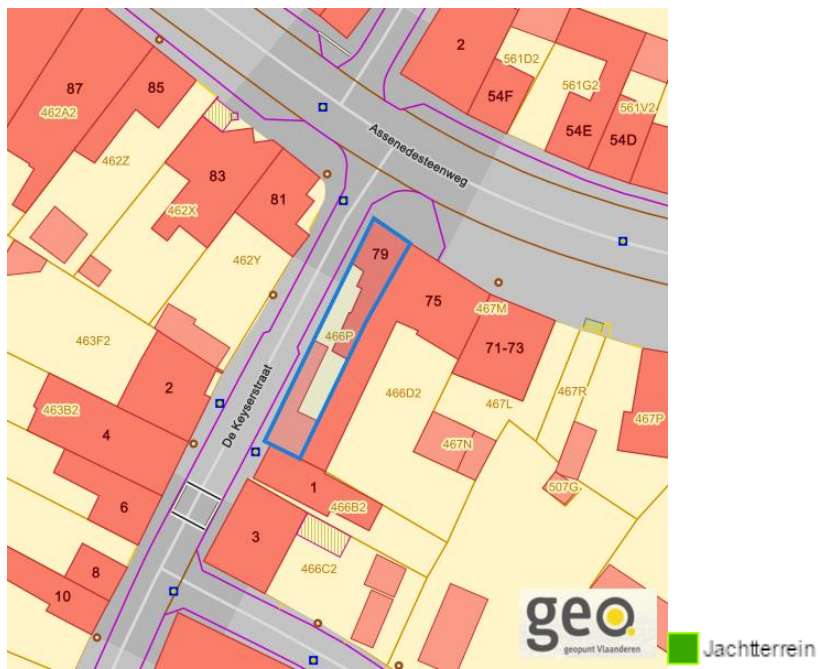 2
561D2
87
85
54F
561G2
561V2
462A2
54E
54D
Assenedesteenweg
462Z
83
81
462X
79
462Y
75
467M
466P
463F2
71-73
De Keyserstraat
2
466D2
467R
467L
463B2
467P
4
467N
1
507G
6
466B2
3
8
466C2
10
geo
geopunt Vlaanderen
Jachtterrein